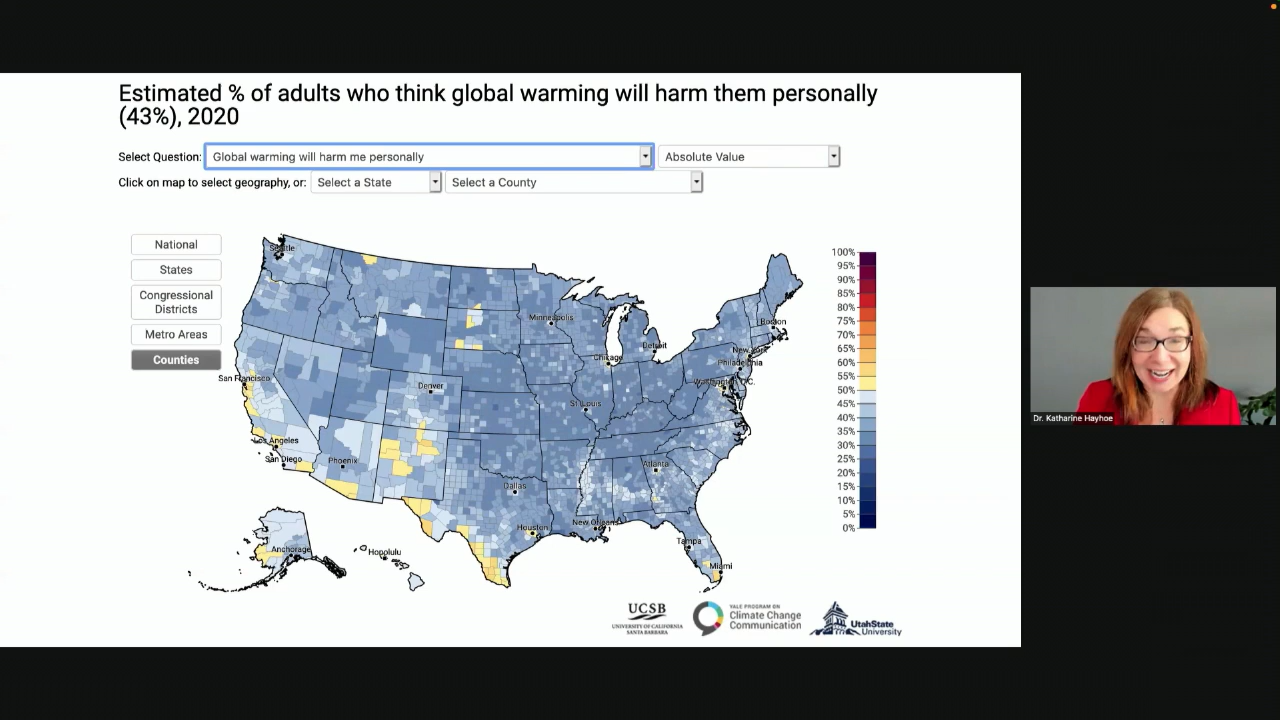 Estimated % of adults who think global warming will harm them personally
(43%), 2020
Select Question: Global warming will harm me personally
Absolute Value
Click on map to select geography, or: Select a State
Select a County
National
States
Congressional
Districts
Metro Areas
Counties
Seattle
Minneapolis
Boston
Detroit
New York
Chicago
Philadelphia
Washington D.C.
San Francisco
Denver
St. Louis
Los Angeles
San Diego
Phoenix
Atlanta
Dallas
Houston
New Orleans
Tampa
Miami
Anchorage
Honolulu
100%
95%
90%
85%
80%
75%
70%
65%
60%
55%
50%
45%
40%
35%
30%
25%
20%
15%
10%
5%
0%
UCSB
UNIVERSITY OF CALIFORNIA
SANTA BARBARA
YALE PROGRAM ON
Climate Change
Communication
UtahState
University
Dr. Katharine Hayhoe